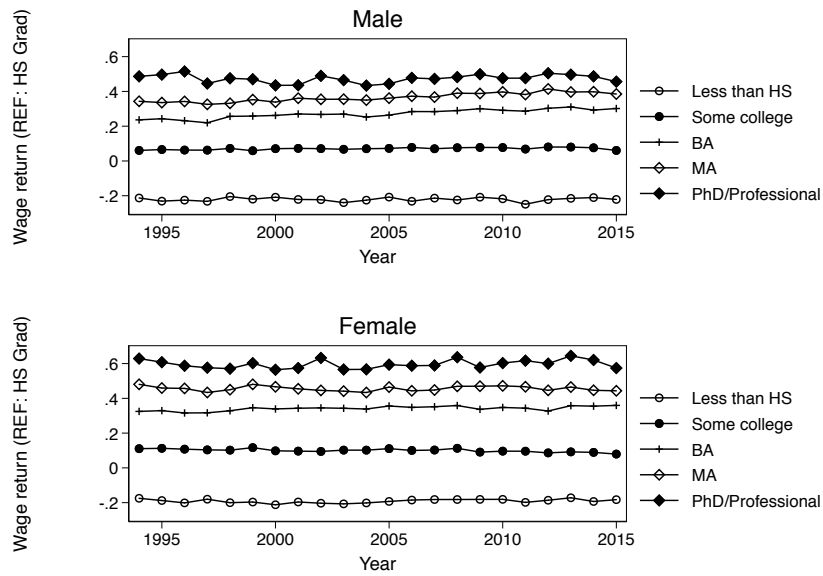 Male
Wage return (REF: HS Grad)
.6
.4
.2
0
-.2
1995 2000 2005 2010 2015
Year
Less than HS
Some college
BA
MA
PhD/Professional
Female
Wage return (REF: HS Grad)
.6
.4
.2
0
-.2
1995 2000 2005 2010 2015
Year
Less than HS
Some college
BA
MA
PhD/Professional